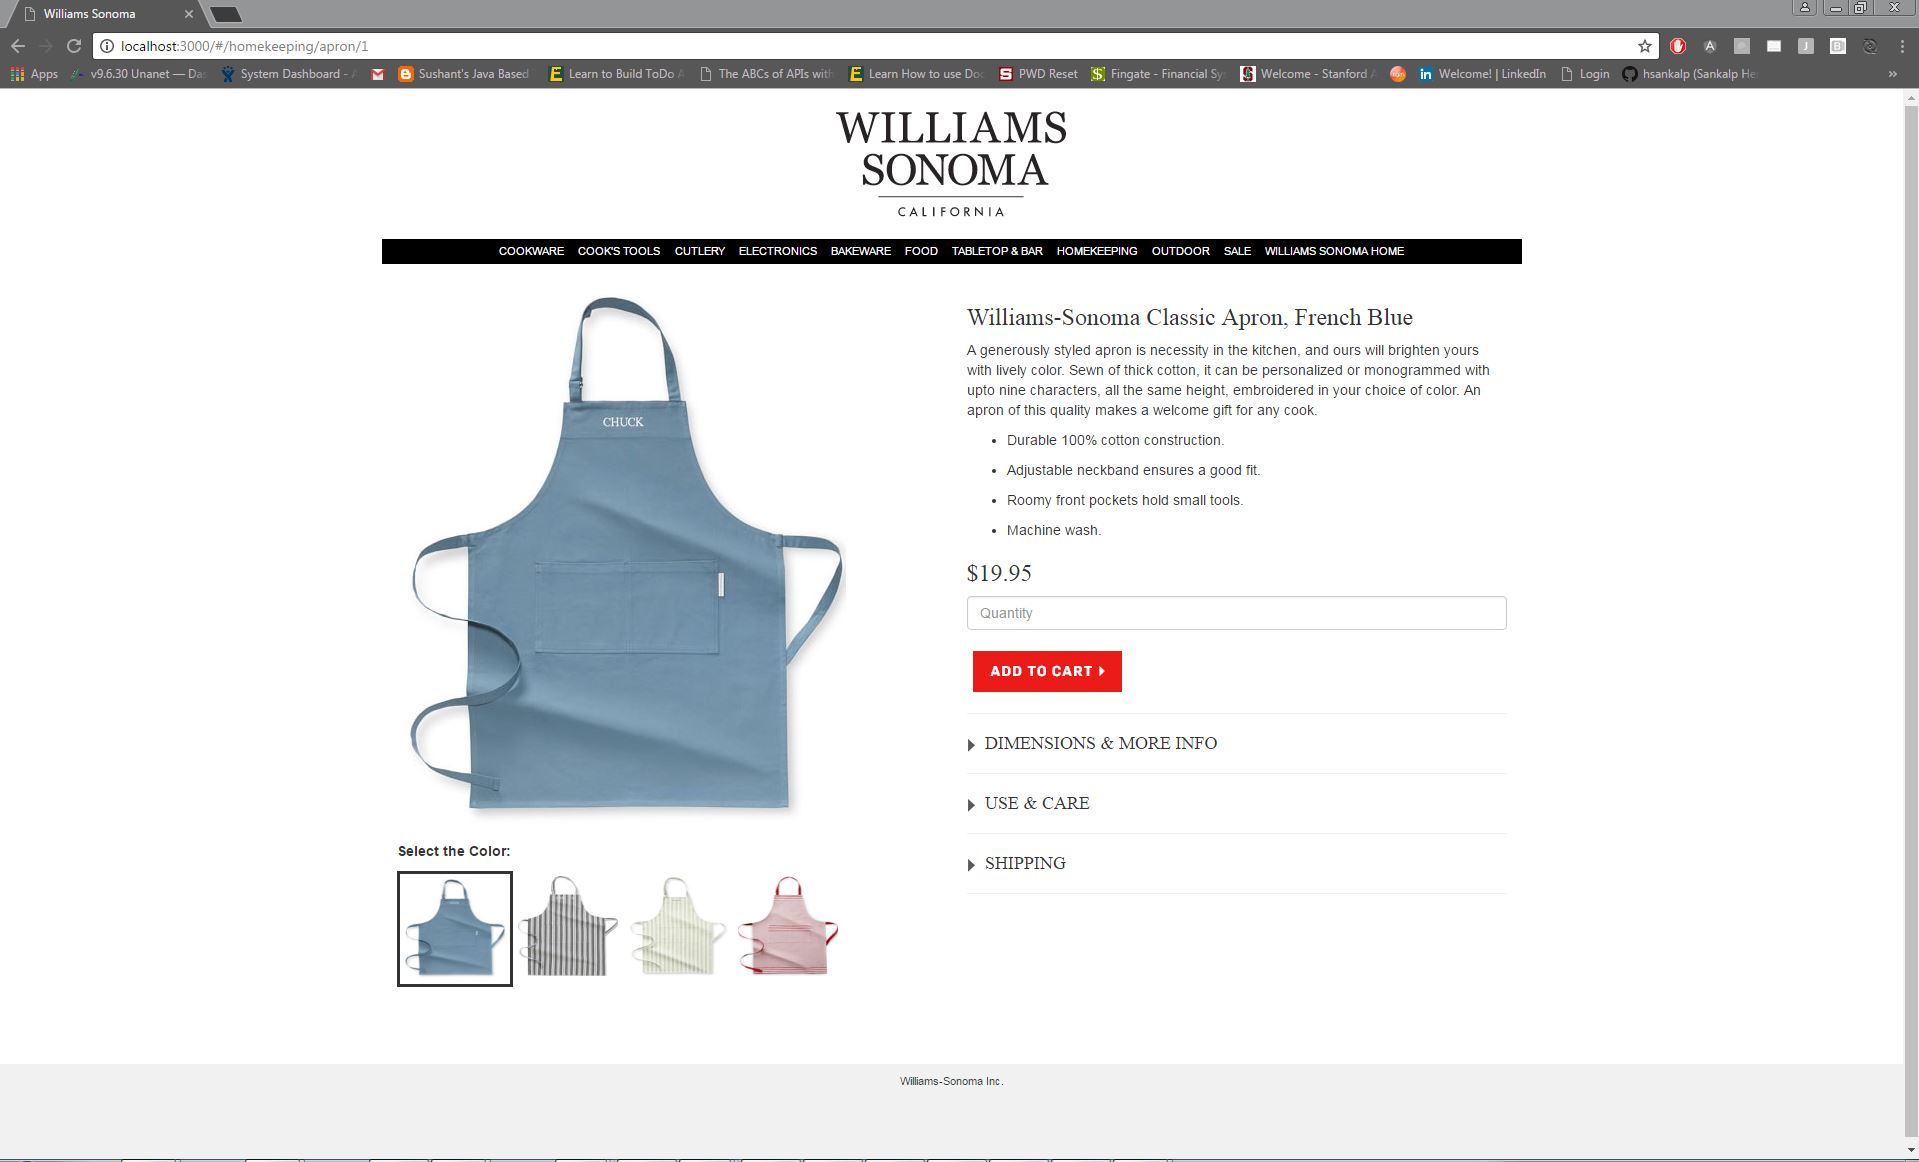 Williams Sonoma
localhost:3000/#/homekeeping/apron/1
Apps v9.6.30 Unanet — Das System Dashboard - Sushant's Java Based Learn to Build ToDo The ABCs of APIs with Learn How to use Doc PWD Reset Fingate - Financial Sy Welcome - Stanford Welcome! | LinkedIn Login hsankalp (Sankalp He
WILLIAMS
SONOMA
CALIFORNIA
COOKWARE COOK'S TOOLS CUTLERY ELECTRONICS BAKEWARE FOOD TABLETOP & BAR HOMEKEEPING OUTDOOR SALE WILLIAMS SONOMA HOME
CHUCK
Select the Color:
Williams-Sonoma Classic Apron, French Blue
A generously styled apron is necessity in the kitchen, and ours will brighten yours
with lively color. Sewn of thick cotton, it can be personalized or monogrammed with
upto nine characters, all the same height, embroidered in your choice of color. An
apron of this quality makes a welcome gift for any cook.
• Durable 100% cotton construction.
• Adjustable neckband ensures a good fit.
• Roomy front pockets hold small tools.
• Machine wash.
$19.95
Quantity
ADD TO CART
DIMENSIONS & MORE INFO
USE & CARE
SHIPPING
Williams-Sonoma Inc.